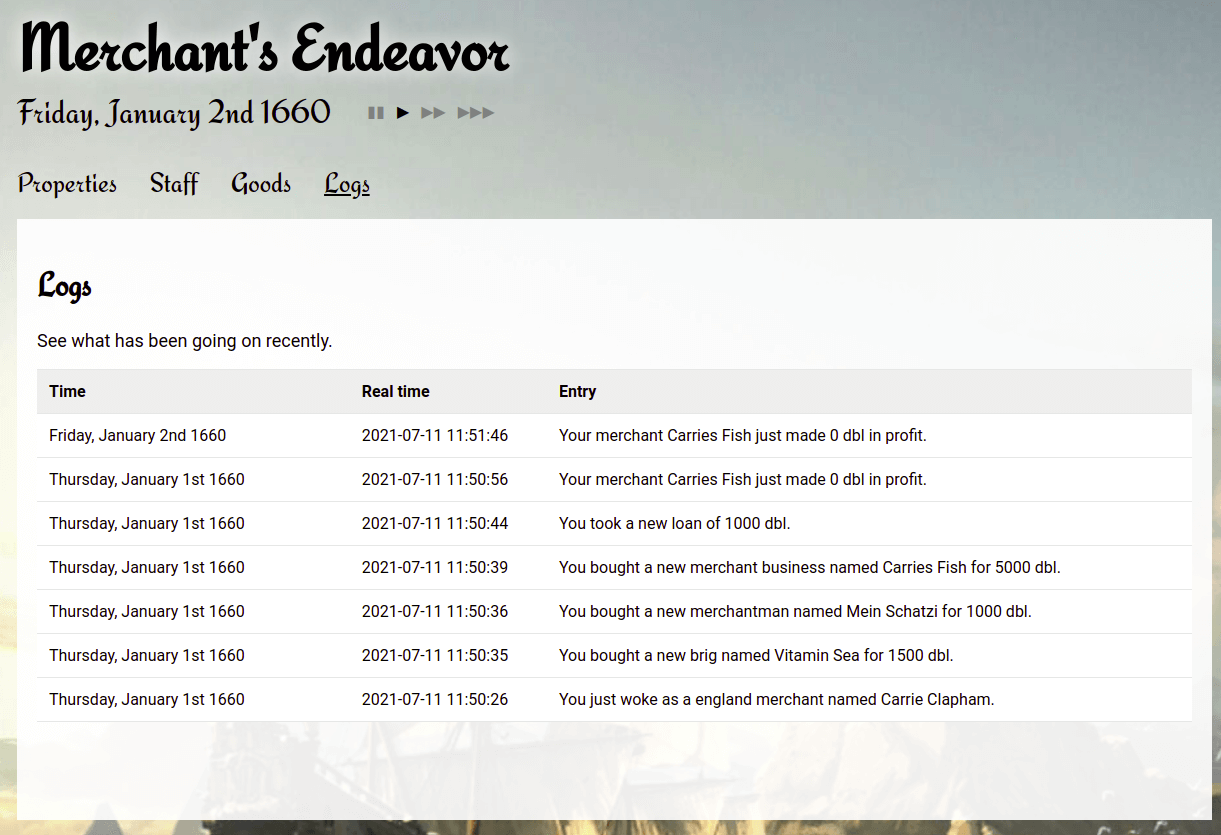 Merchant's Endeavor
Friday, January 2nd 1660
Properties Staff Goods Logs
Logs
See what has been going on recently.
Time Real time Entry
Friday, January 2nd 1660 2021-07-11 11:51:46 Your merchant Carries Fish just made 0 dbl in profit.
Thursday, January 1st 1660 2021-07-11 11:50:56 Your merchant Carries Fish just made 0 dbl in profit.
Thursday, January 1st 1660 2021-07-11 11:50:44 You took a new loan of 1000 dbl.
Thursday, January 1st 1660 2021-07-11 11:50:39 You bought a new merchant business named Carries Fish for 5000 dbl.
Thursday, January 1st 1660 2021-07-11 11:50:36 You bought a new merchantman named Mein Schatzi for 1000 dbl.
Thursday, January 1st 1660 2021-07-11 11:50:35 You bought a new brig named Vitamin Sea for 1500 dbl.
Thursday, January 1st 1660 2021-07-11 11:50:26 You just woke as a england merchant named Carrie Clapham.